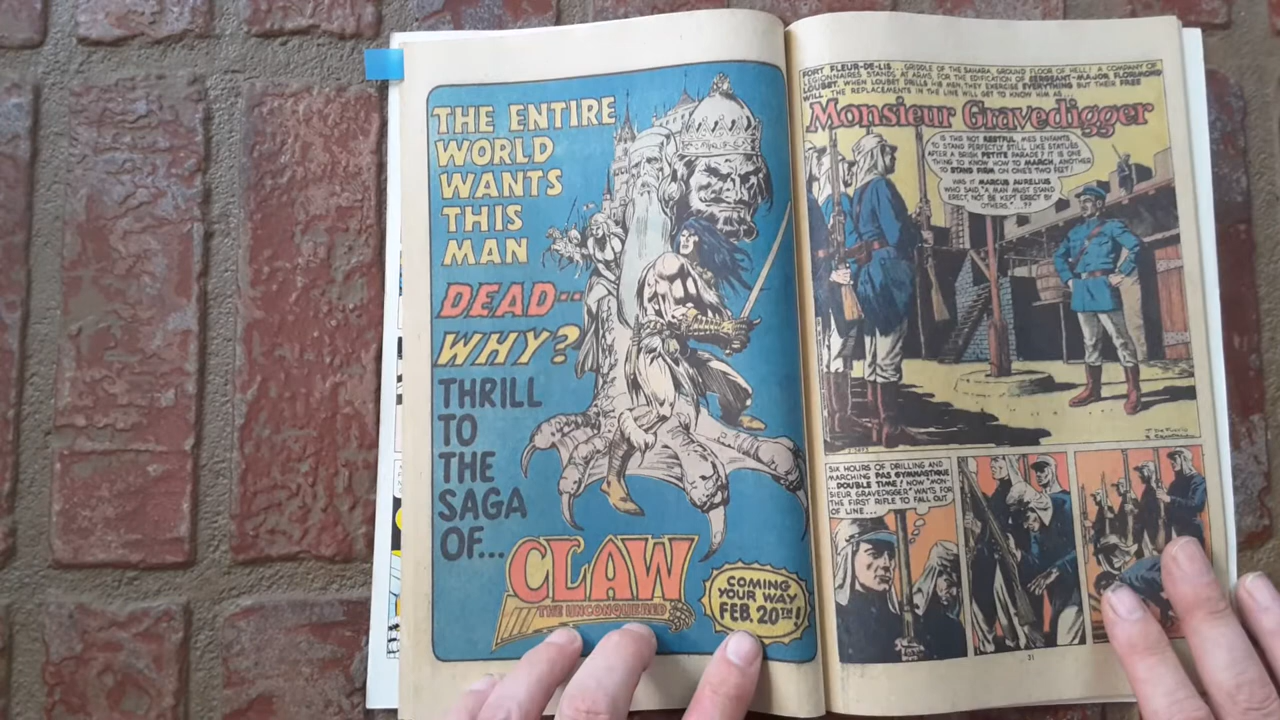 THE ENTIRE
WORLD
WANTS
THIS
MAN
DEAD--
WHY?
THRILL
TO
THE
SAGA
OF...
CLAW
THE UNCONQUERED
COMING
YOUR WAY
FEB. 20TH!
FORT FLEUR-DE-LIS... GRIDDLE OF THE SAHARA, GROUND FLOOR OF HELL! A COMPANY OF
LEGIONNAIRES STANDS AT ARMS, FOR THE EDIFICATION OF SERGEANT-MAJOR FLORIMOND
LOUBET. WHEN LOUBET DRILLS HIS MEN, THEY EXERCISE EVERYTHING BUT THEIR FREE
WILL. THE REPLACEMENTS IN THE LINE WILL GET TO KNOW HIM AS...
Monsieur Gravedigger
IS THIS NOT RESTFUL, MES ENFANTS,
TO STAND PERFECTLY STILL LIKE STATUES
AFTER A BRISK PETITE PARADE? IT IS ONE
THING TO KNOW HOW TO MARCH, ANOTHER
TO STAND FIRM ON ONE'S TWO FEET!
WAS IT MARCUS AURELIUS
WHO SAID, "A MAN MUST STAND
ERECT, NOT BE KEPT ERECT BY
OTHERS."...??
SIX HOURS OF DRILLING AND
MARCHING PAS GYMNASTIQUE
...DOUBLE TIME! NOW "MON-
SIEUR GRAVEDIGGER" WAITS FOR
THE FIRST RIFLE TO FALL OUT
OF LINE...
31